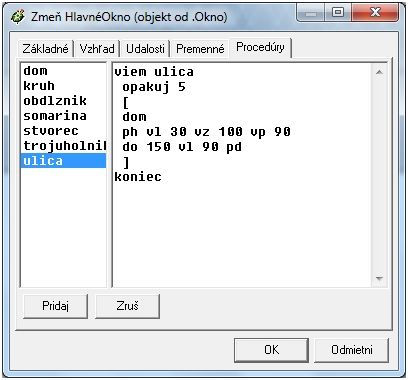 Zmeň HlavnéOkno (objekt od .Okno)
Základné Vzhľad Udalosti Premenné Procedúry
dom
kruh
obdlznik
somarina
stvorec
trojuholnik
ulica
viem ulica
opakuj 5
[
dom
ph vl 30 vz 100 vp 90
do 150 vl 90 pd
]
koniec
Pridaj Zruš
OK Odmietni